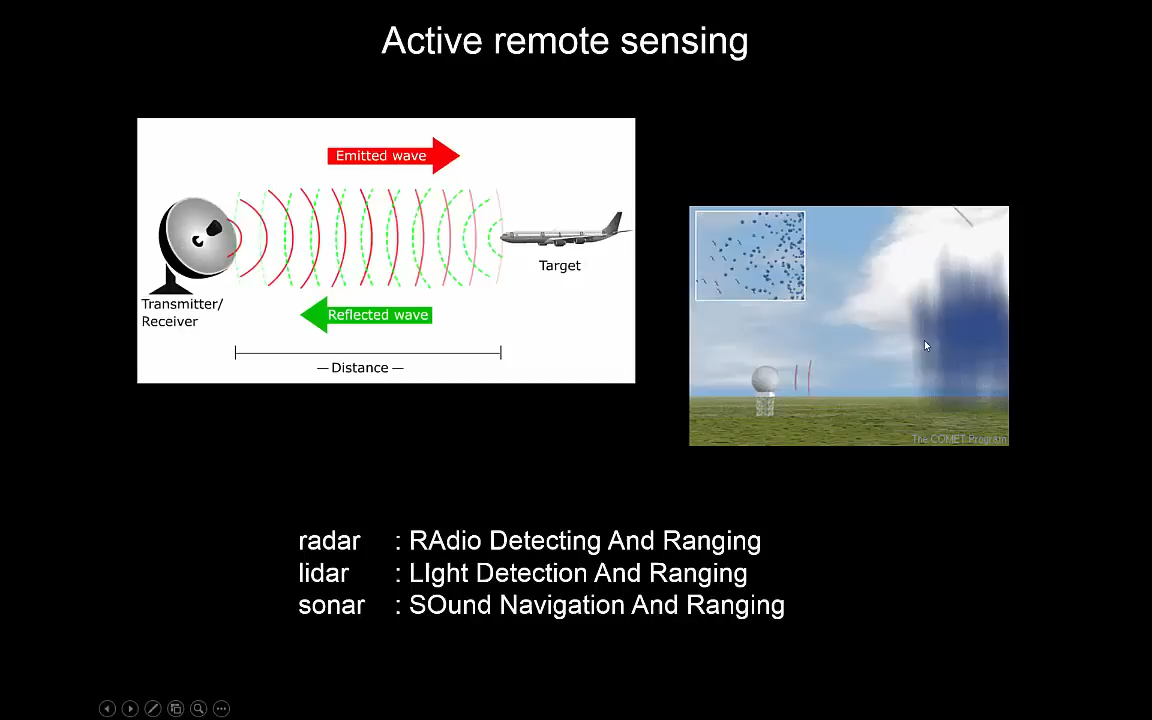 Active remote sensing
Emitted wave
Target
Transmitter/
Receiver
Reflected wave
— Distance —
The COMET Program
radar : RAdio Detecting And Ranging
lidar : LIght Detection And Ranging
sonar : SOund Navigation And Ranging